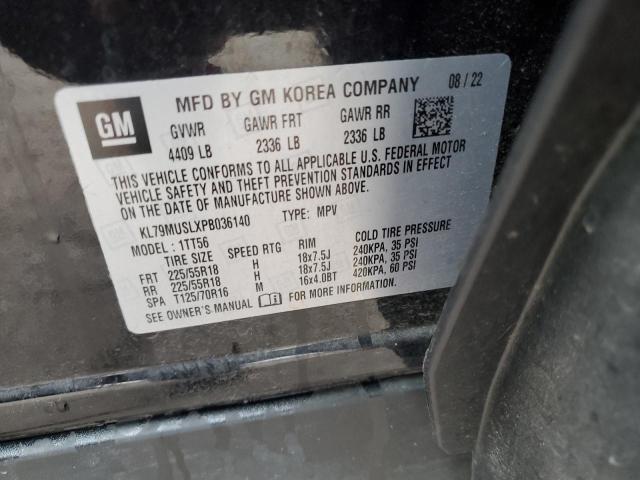 GM
MFD BY GM KOREA COMPANY 08/22
GVWR GAWR FRT GAWR RR
4409 LB 2336 LB 2336 LB
THIS VEHICLE CONFORMS TO ALL APPLICABLE U.S. FEDERAL MOTOR
VEHICLE SAFETY AND THEFT PREVENTION STANDARDS IN EFFECT
ON THE DATE OF MANUFACTURE SHOWN ABOVE.
KL79MUSLXPB036140 TYPE: MPV
MODEL: 1TT56
TIRE SIZE SPEED RTG RIM COLD TIRE PRESSURE
FRT 225/55R18 H 18x7.5J 240KPA, 35 PSI
RR 225/55R18 H 18x7.5J 240KPA, 35 PSI
SPA T125/70R16 M 16x4.0BT 420KPA, 60 PSI
SEE OWNER'S MANUAL FOR MORE INFORMATION.